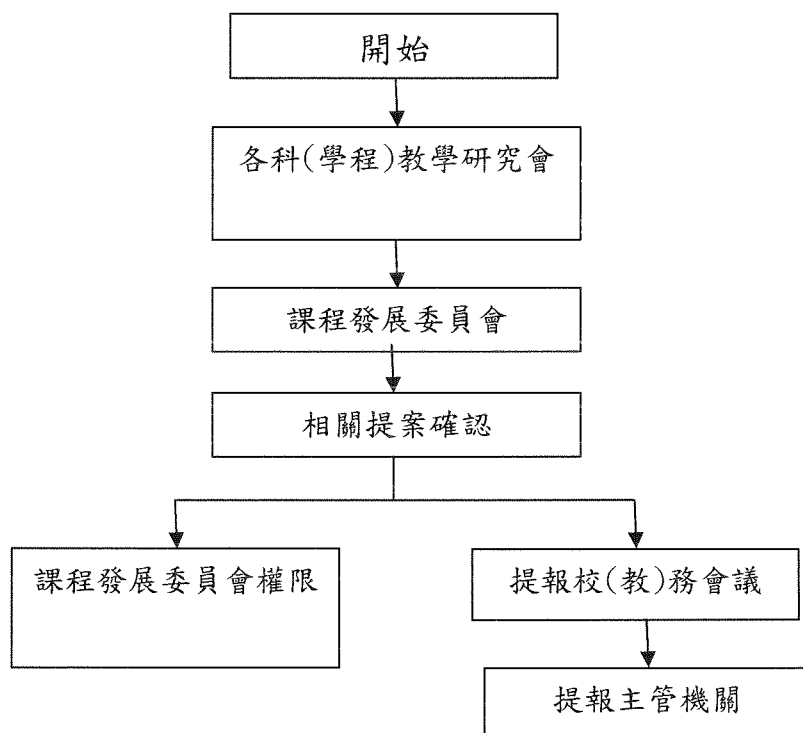 開始
各科(學程)教學研究會
課程發展委員會
相關提案確認
課程發展委員會權限
提報校(教)務會議
提報主管機關